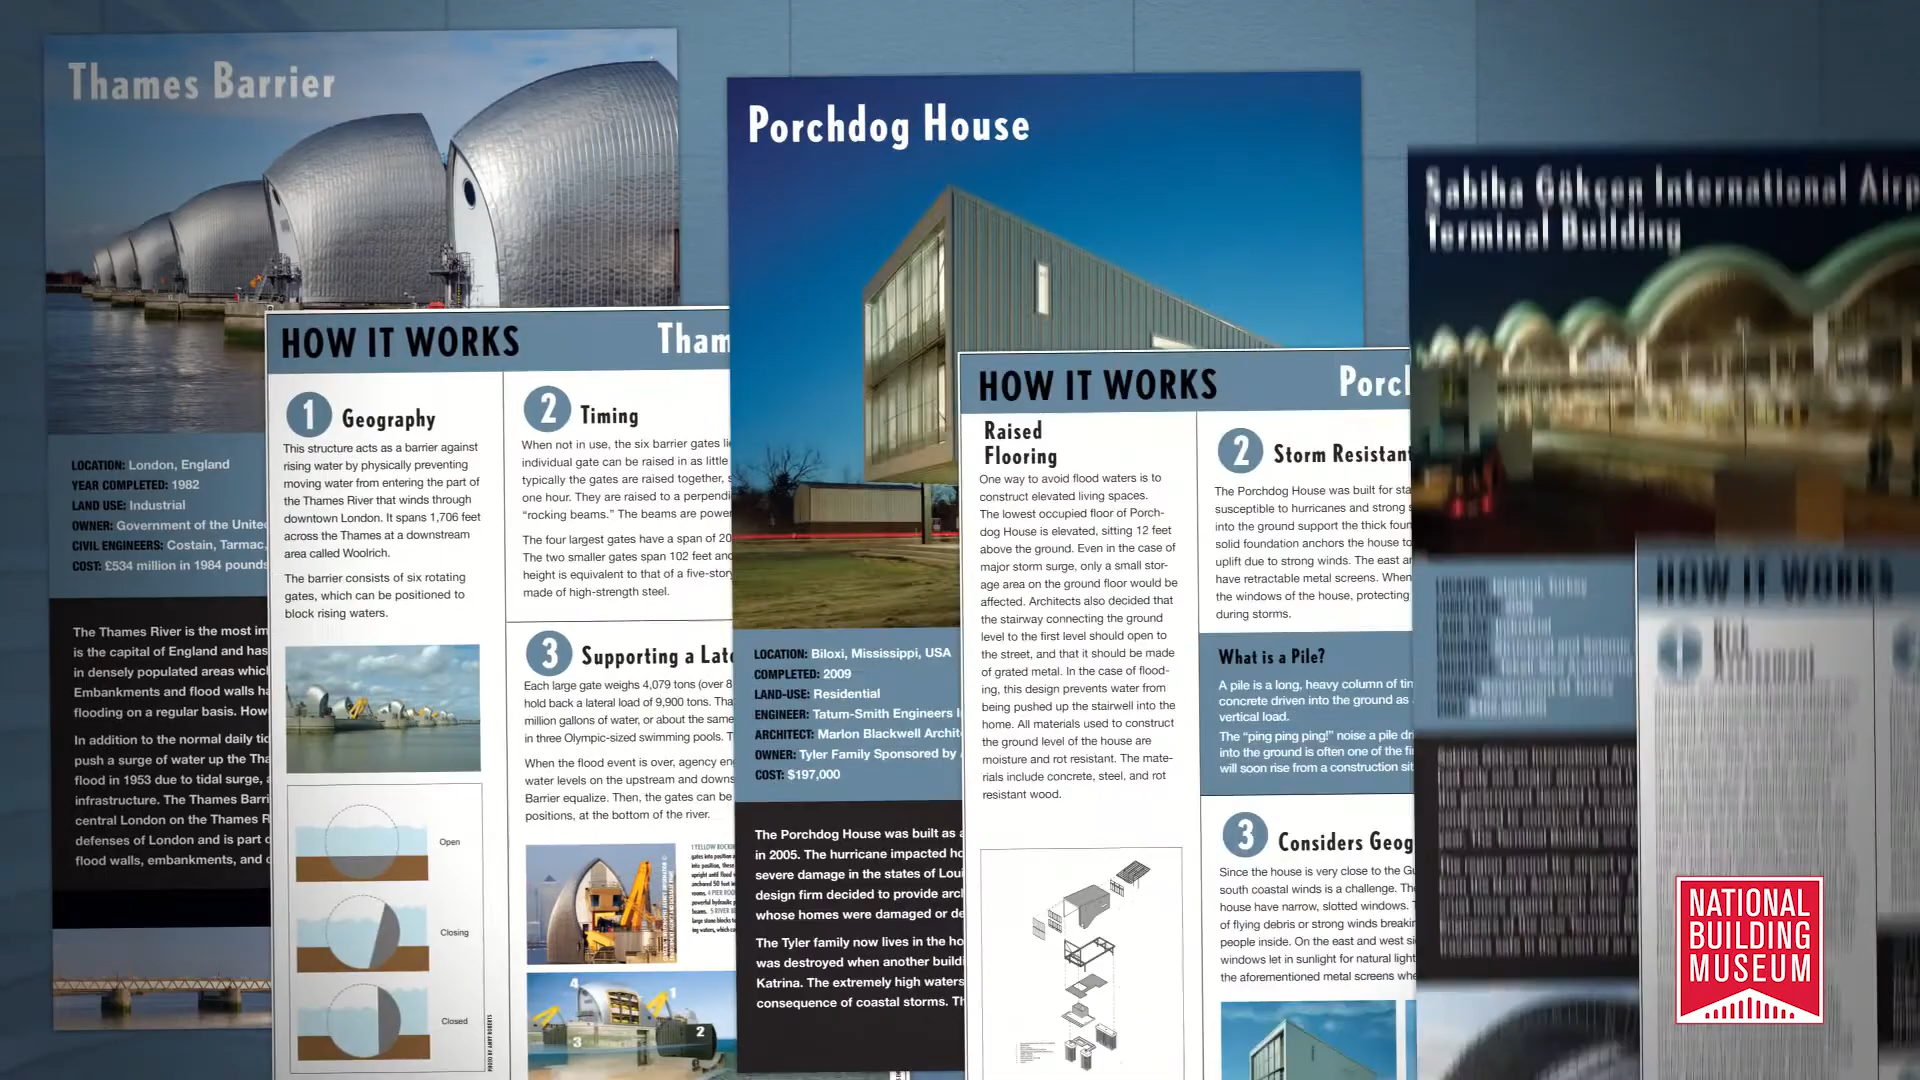 Thames Barrier
LOCATION: London, England
YEAR COMPLETED: 1982
LAND USE: Industrial
OWNER: Government of the Unite
CIVIL ENGINEERS: Costain, Tarmac,
COST: £534 million in 1984 pounds
The Thames River is the most im
is the capital of England and has
in densely populated areas whic
Embankments and flood walls ha
flooding on a regular basis. How
In addition to the normal daily tid
push a surge of water up the Tha
flood in 1953 due to tidal surge,
infrastructure. The Thames Barri
central London on the Thames R
defenses of London and is part o
flood walls, embankments, and
HOW IT WORKS Tham
1 Geography
This structure acts as a barrier against
rising water by physically preventing
moving water from entering the part of
the Thames River that winds through
downtown London. It spans 1,706 feet
across the Thames at a downstream
area called Woolrich.
The barrier consists of six rotating
gates, which can be positioned to
block rising waters.
Open
Closing
Closed
PHOTO BY ANDY ROBERTS
2 Timing
When not in use, the six barrier gates li
individual gate can be raised in as little
typically the gates are raised together, s
one hour. They are raised to a perpendi
“rocking beams.” The beams are power
The four largest gates have a span of 20
The two smaller gates span 102 feet and
height is equivalent to that of a five-story
made of high-strength steel.
3 Supporting a Late
Each large gate weighs 4,079 tons (over 8
hold back a lateral load of 9,900 tons. Tha
million gallons of water, or about the same
in three Olympic-sized swimming pools. T
When the flood event is over, agency en
water levels on the upstream and downs
Barrier equalize. Then, the gates can be
positions, at the bottom of the river.
4
1
3
2
Porchdog House
LOCATION: Biloxi, Mississippi, USA
COMPLETED: 2009
LAND-USE: Residential
ENGINEER: Tatum-Smith Engineers I
ARCHITECT: Marlon Blackwell Archite
OWNER: Tyler Family Sponsored by
COST: $197,000
The Porchdog House was built as a
in 2005. The hurricane impacted ho
severe damage in the states of Loui
design firm decided to provide arc
whose homes were damaged or de
The Tyler family now lives in the ho
was destroyed when another build
Katrina. The extremely high waters
consequence of coastal storms. Th
HOW IT WORKS Porch
Raised
Flooring
One way to avoid flood waters is to
construct elevated living spaces.
The lowest occupied floor of Porch-
dog House is elevated, sitting 12 feet
above the ground. Even in the case of
major storm surge, only a small stor-
age area on the ground floor would be
affected. Architects also decided that
the stairway connecting the ground
level to the first level should open to
the street, and that it should be made
of grated metal. In the case of flood-
ing, this design prevents water from
being pushed up the stairwell into the
home. All materials used to construct
the ground level of the house are
moisture and rot resistant. The mate-
rials include concrete, steel, and rot
resistant wood.
2 Storm Resistant
The Porchdog House was built for sta
susceptible to hurricanes and strong s
into the ground support the thick foun
solid foundation anchors the house to
uplift due to strong winds. The east an
have retractable metal screens. When
the windows of the house, protecting
during storms.
What is a Pile?
A pile is a long, heavy column of tim
concrete driven into the ground as
vertical load.
The “ping ping ping!” noise a pile dr
into the ground is often one of the fi
will soon rise from a construction sit
3 Considers Geog
Since the house is very close to the Gu
south coastal winds is a challenge. The
house have narrow, slotted windows. T
of flying debris or strong winds breakin
people inside. On the east and west si
windows let in sunlight for natural light
the aforementioned metal screens whe
Sabiha Gökçen International Airp
Terminal Building
HOW IT WORKS
NATIONAL
BUILDING
MUSEUM